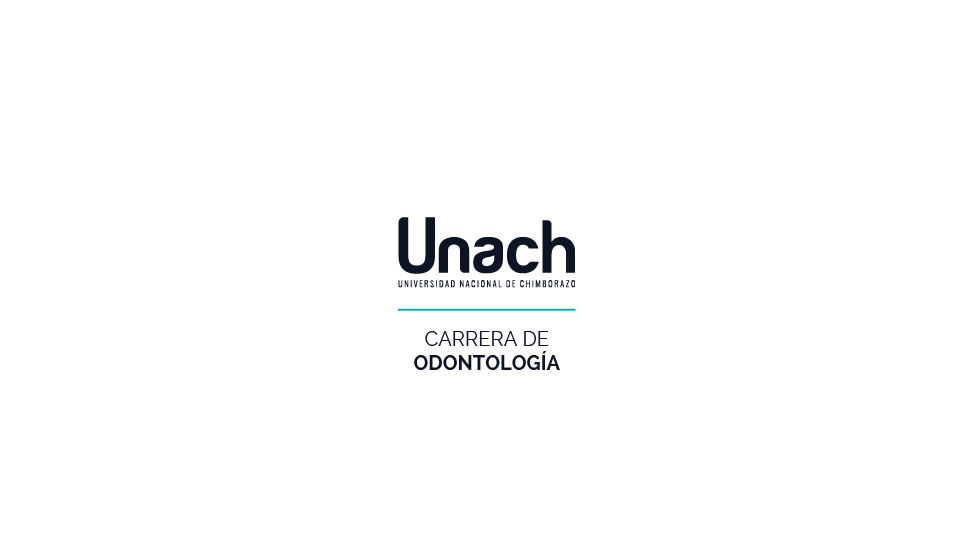 Unach
UNIVERSIDAD NACIONAL DE CHIMBORAZO
CARRERA DE
ODONTOLOGÍA